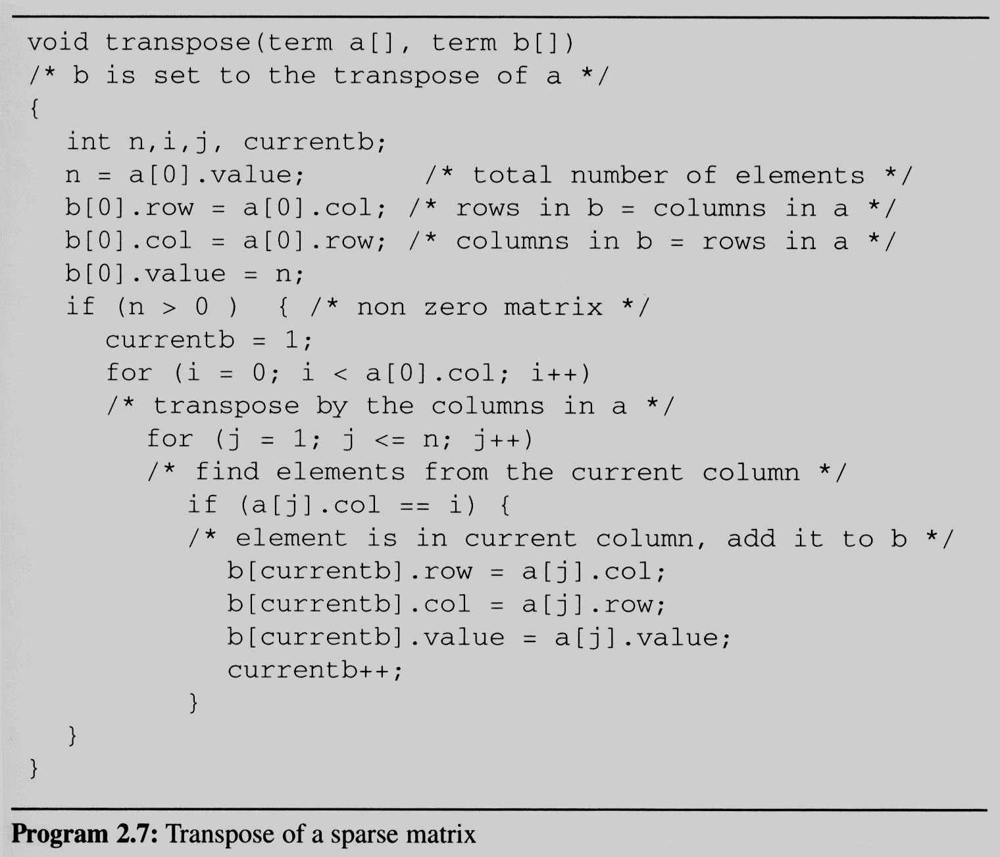 void transpose(term a[], term b[])
/* b is set to the transpose of a */
{
int n,i,j, currentb;
n = a[0].value; /* total number of elements */
b[0].row = a[0].col; /* rows in b = columns in a */
b[0].col = a[0].row; /* columns in b = rows in a */
b[0].value = n;
if (n > 0 ) { /* non zero matrix */
currentb = 1;
for (i = 0; i < a[0].col; i++)
/* transpose by the columns in a */
for (j = 1; j <= n; j++)
/* find elements from the current column */
if (a[j].col == i) {
/* element is in current column, add it to b */
b[currentb].row = a[j].col;
b[currentb].col = a[j].row;
b[currentb].value = a[j].value;
currentb++;
}
}
}
Program 2.7: Transpose of a sparse matrix